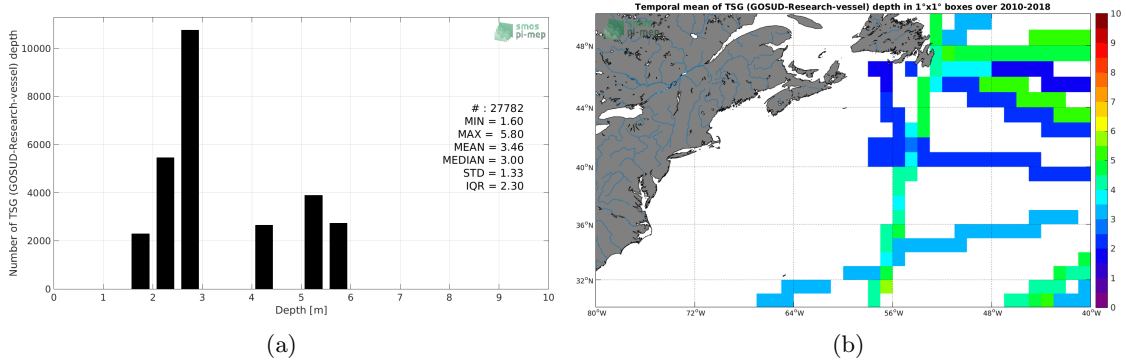 smos
pi-mep
# : 27782
MIN = 1.60
MAX = 5.80
MEAN = 3.46
MEDIAN = 3.00
STD = 1.33
IQR = 2.30
10000
8000
6000
4000
2000
0
0 1 2 3 4 5 6 7 8 9 10
Depth [m]
Number of TSG (GOSUD-Research-vessel) depth
(a)
Temporal mean of TSG (GOSUD-Research-vessel) depth in 1°x1° boxes over 2010-2018
smos
pi-mep
48°N
44°N
40°N
36°N
32°N
80°W 72°W 64°W 56°W 48°W 40°W
10
9
8
7
6
5
4
3
2
1
0
(b)